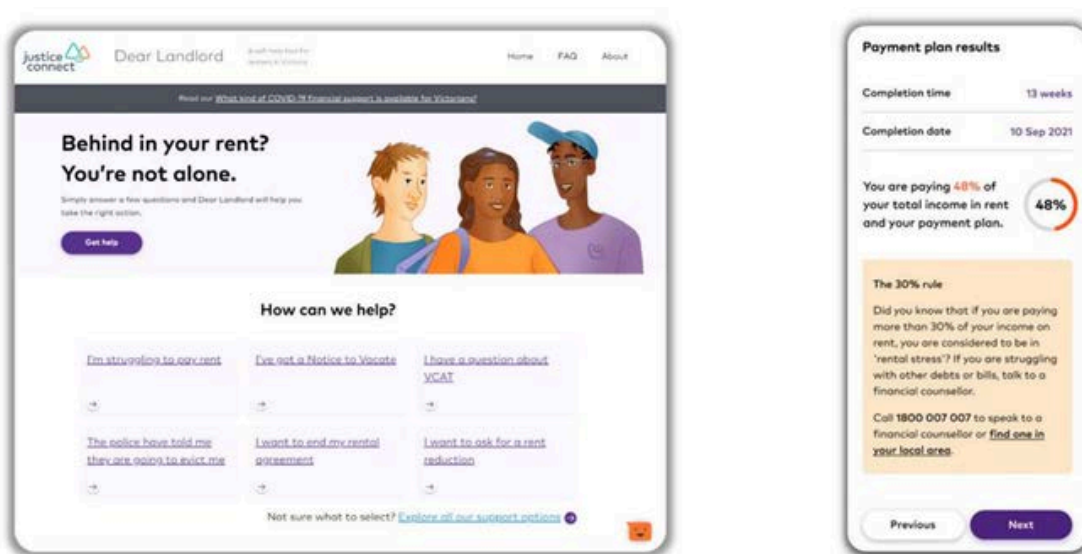 justice connect
Dear Landlord
A self-help tool for
renters in Victoria
Home
FAQ
About
Read our What kind of COVID-19 financial support is available for Victorians?
Behind in your rent?
You're not alone.
Simply answer a few questions and Dear Landlord will help you
take the right action.
Get help
How can we help?
I'm struggling to pay rent
I've got a Notice to Vacate
I have a question about
VCAT
The police have told me
they are going to evict me
I want to end my rental
agreement
I want to ask for a rent
reduction
Not sure what to select? Explore all our support options
Payment plan results
Completion time 13 weeks
Completion date 10 Sep 2021
You are paying 48% of
your total income in rent
and your payment plan.
48%
The 30% rule
Did you know that if you are paying
more than 30% of your income on
rent, you are considered to be in
'rental stress'? If you are struggling
with other debts or bills, talk to a
financial counsellor.
Call 1800 007 007 to speak to a
financial counsellor or find one in
your local area.
Previous
Next